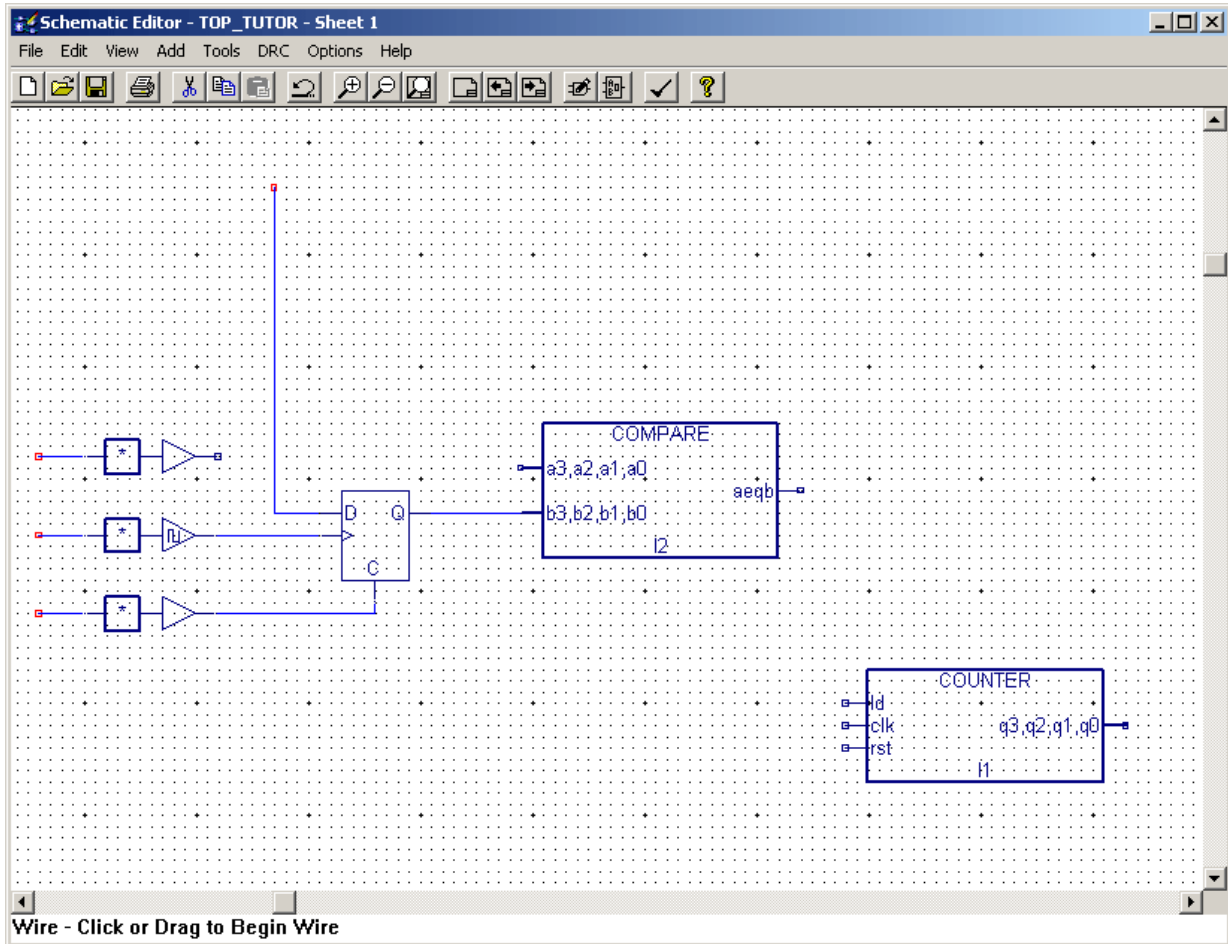 Schematic Editor - TOP_TUTOR - Sheet 1
File Edit View Add Tools DRC Options Help
COMPARE
a3,a2,a1,a0
aeqb
b3,b2,b1,b0
I2
*
*
*
D Q
C
COUNTER
ld
clk q3,q2,q1,q0
rst
I1
Wire - Click or Drag to Begin Wire